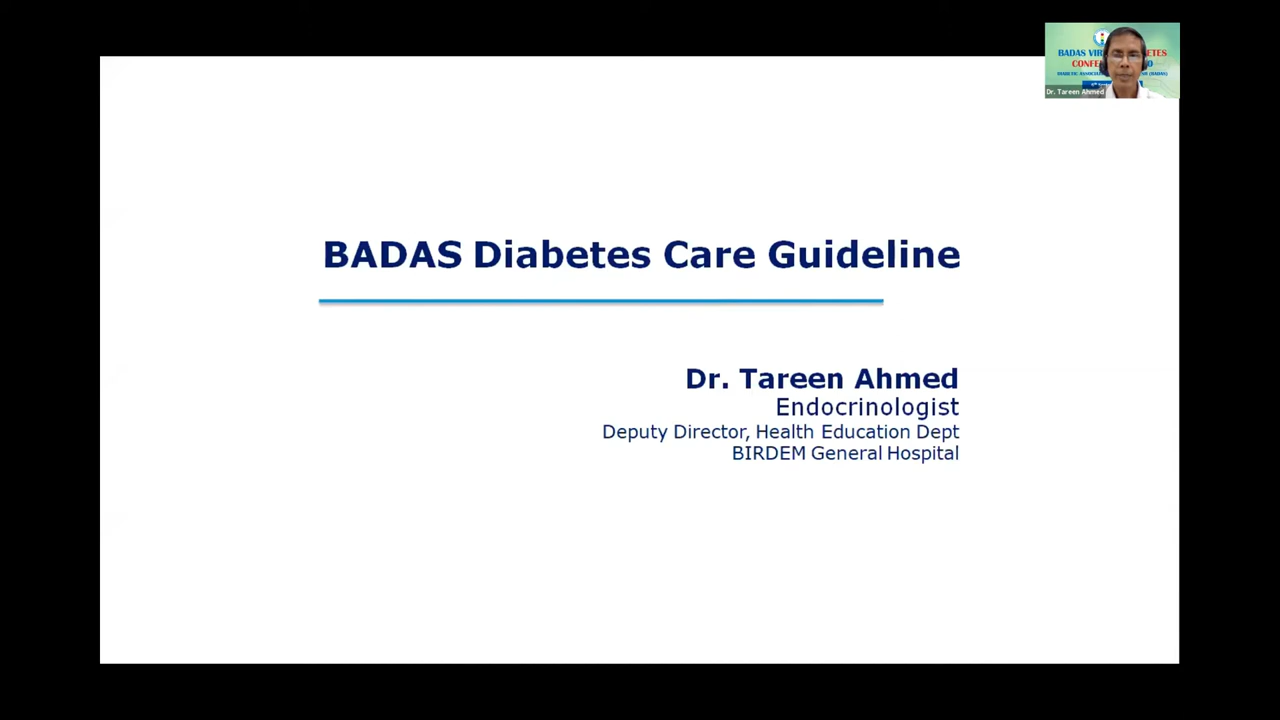 BADAS Diabetes Care Guideline
Dr. Tareen Ahmed
Endocrinologist
Deputy Director, Health Education Dept
BIRDEM General Hospital
BADAS
Dr. Tareen Ahmed